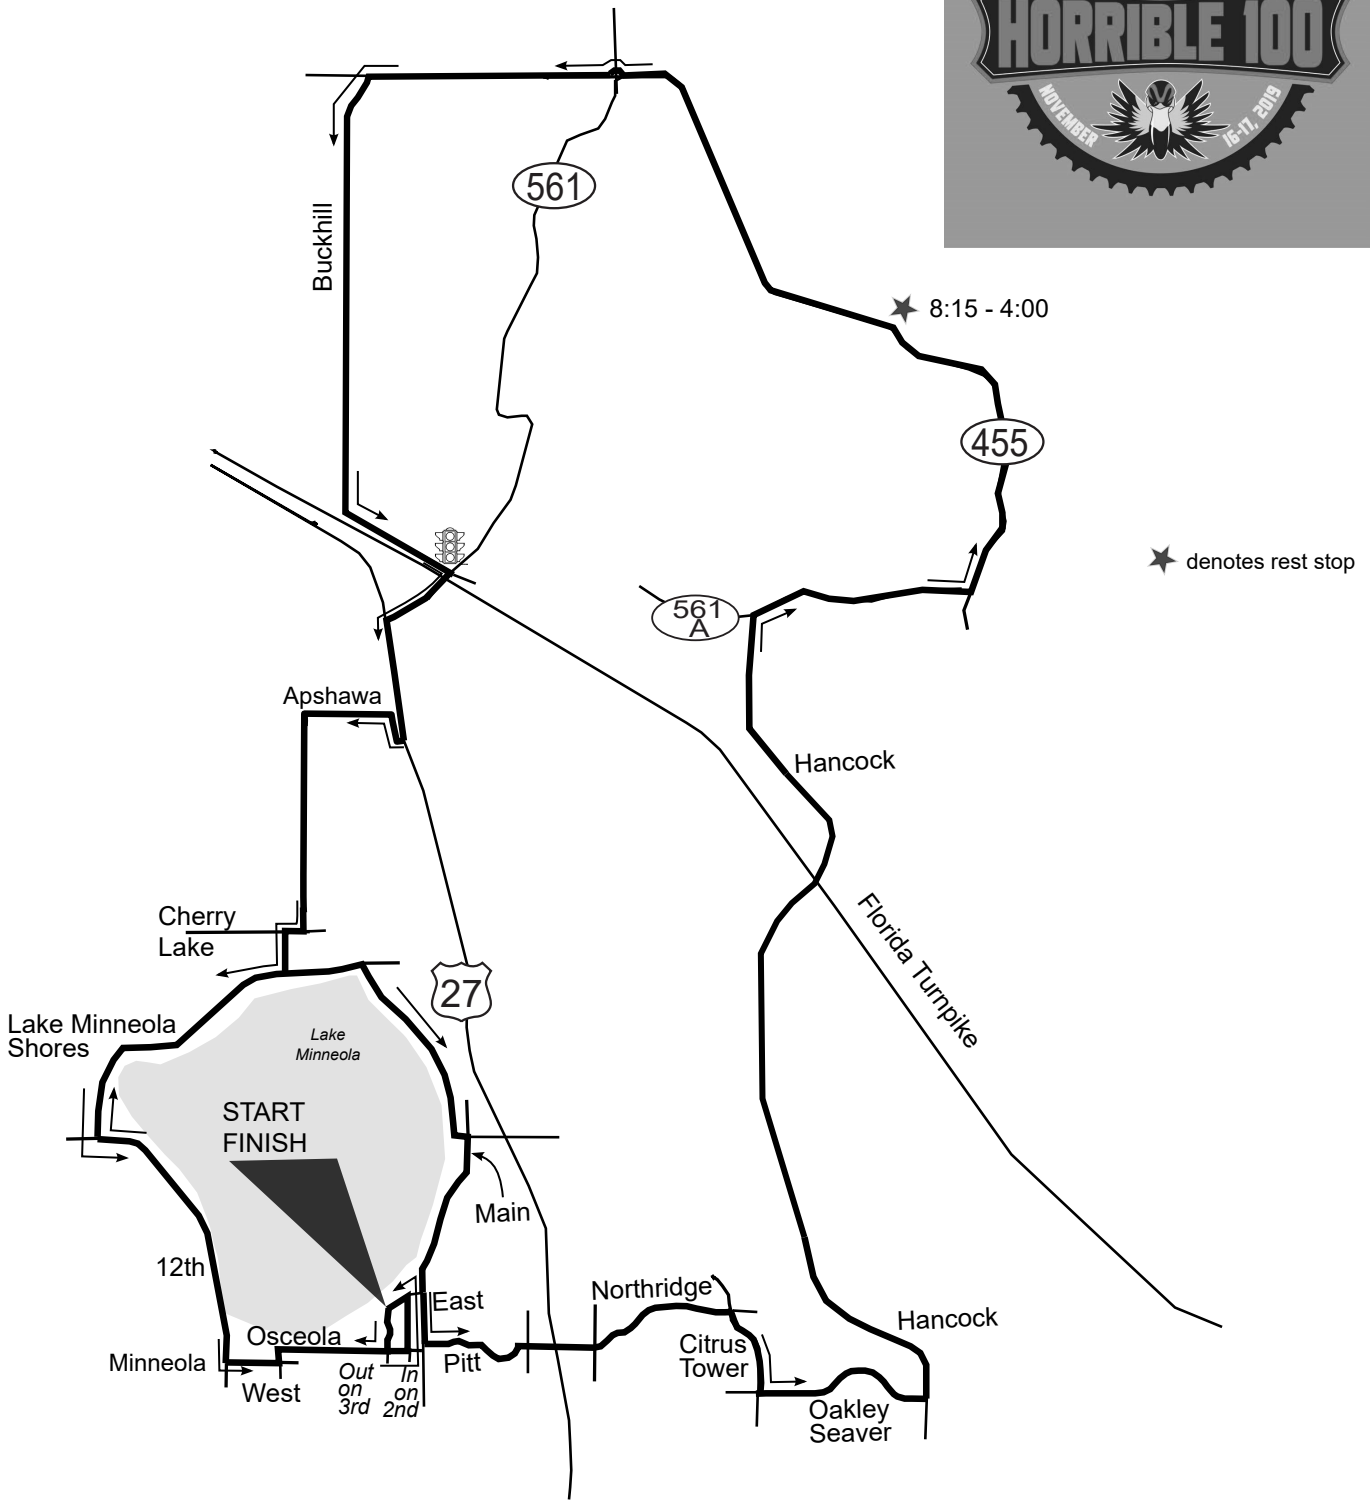 HORRIBLE 100
NOVEMBER
16-17, 2019
561
Buckhill
8:15 - 4:00
455
denotes rest stop
561
A
Apshawa
Hancock
Cherry
Lake
Florida Turnpike
27
Lake Minneola
Shores
Lake
Minneola
START
FINISH
Main
12th
Northridge
East
Hancock
Osceola
Citrus
Tower
Minneola
Pitt
West
Out
on
3rd
In
on
2nd
Oakley
Seaver